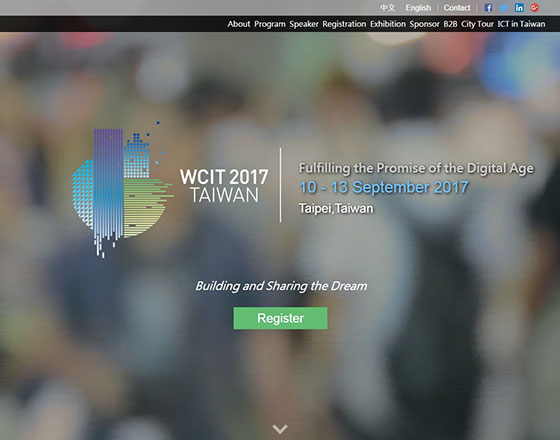 中文 English Contact
About Program Speaker Registration Exhibition Sponsor B2B City Tour ICT in Taiwan
WCIT 2017
TAIWAN
Fulfilling the Promise of the Digital Age
10 - 13 September 2017
Taipei,Taiwan
Building and Sharing the Dream
Register